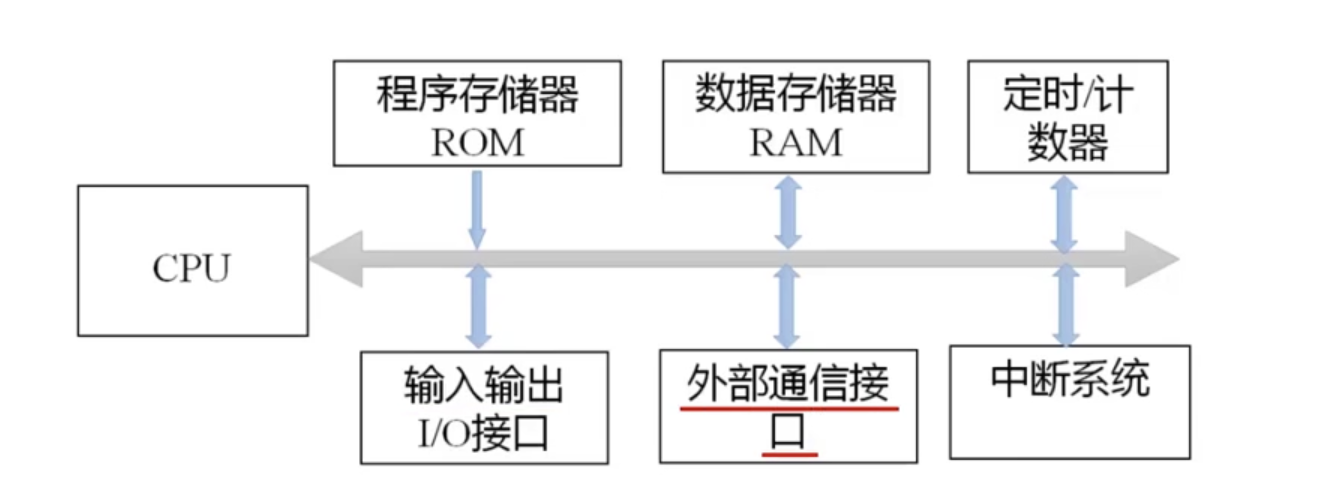 程序存储器
ROM
数据存储器
RAM
定时/计
数器
CPU
输入输出
I/O接口
外部通信接
口
中断系统